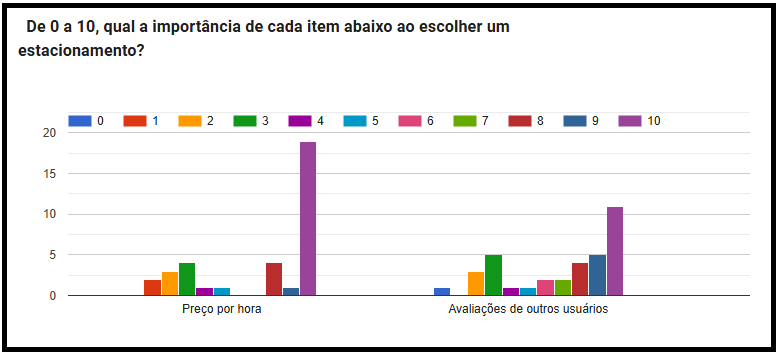 De 0 a 10, qual a importância de cada item abaixo ao escolher um
estacionamento?
0 1 2 3 4 5 6 7 8 9 10
20
15
10
5
0
Preço por hora Avaliações de outros usuários